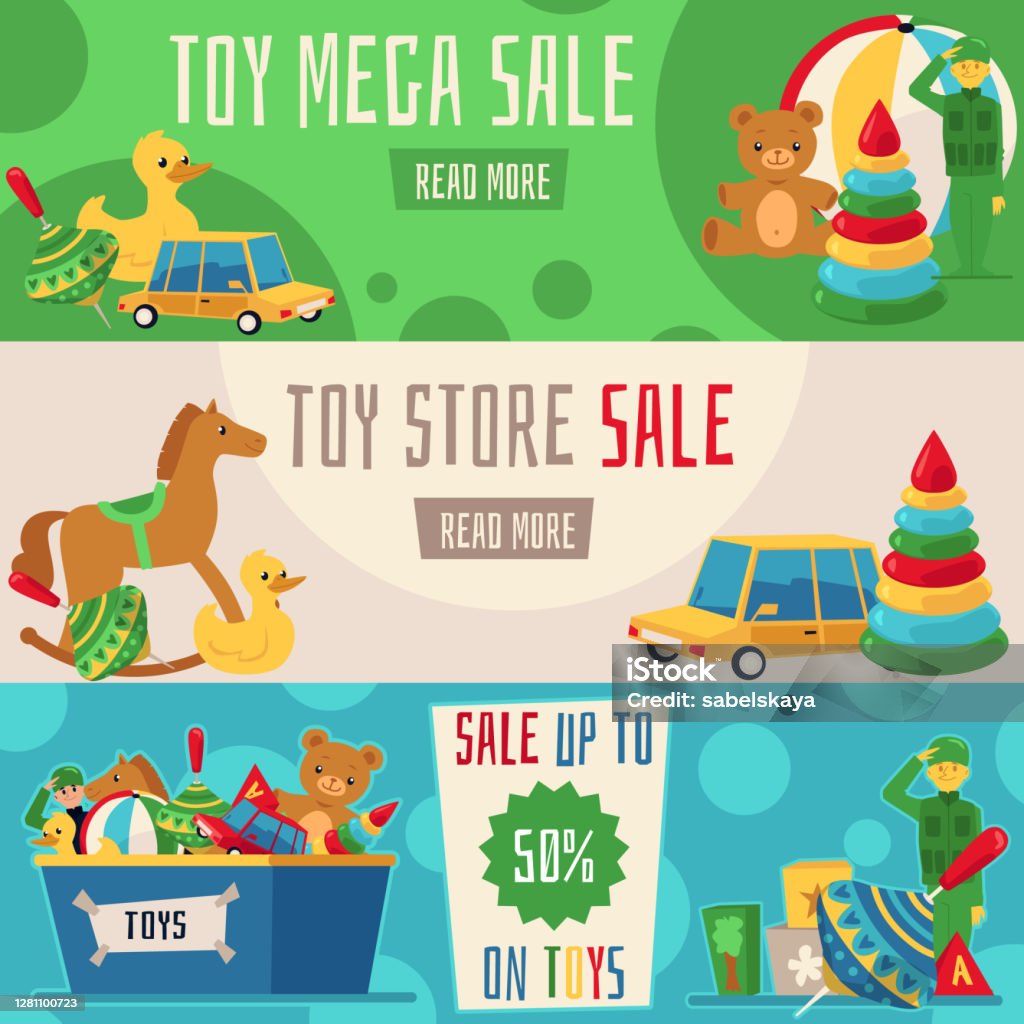 TOY MEGA SALE
READ MORE
TOY STORE SALE
READ MORE
iStock™
Credit: sabelskaya
SALE UP TO
50%
ON TOYS
A
TOYS
A
1281100723